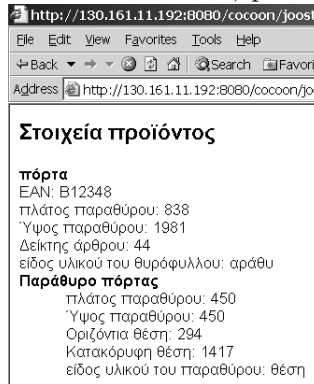 http://130.161.11.192:8080/cocoon/joost
File Edit View Favorites Tools Help
Back Search Favori
Address http://130.161.11.192:8080/cocoon/jo
Στοιχεία προϊόντος
πόρτα
EAN: B12348
πλάτος παραθύρου: 838
Ύψος παραθύρου: 1981
Δείκτης άρθρου: 44
είδος υλικού του θυρόφυλλου: αράθυ
Παράθυρο πόρτας
πλάτος παραθύρου: 450
Ύψος παραθύρου: 450
Οριζόντια θέση: 294
Κατακόρυφη θέση: 1417
είδος υλικού του παραθύρου: θέση